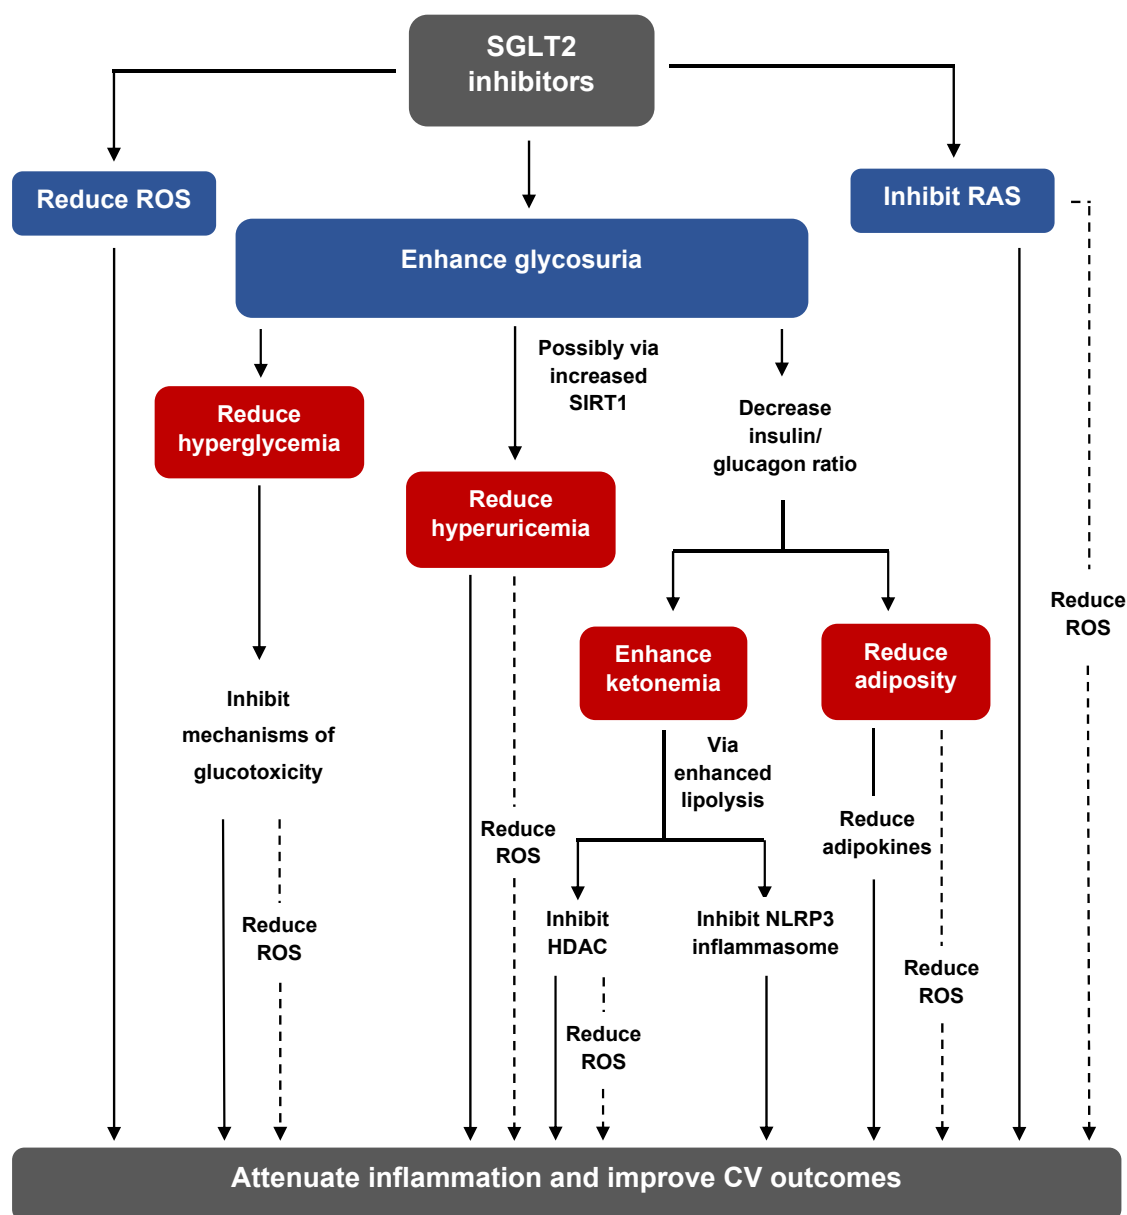 SGLT2
inhibitors
Reduce ROS
Inhibit RAS
Enhance glycosuria
Possibly via
increased
SIRT1
Reduce
hyperglycemia
Decrease
insulin/
glucagon ratio
Reduce
hyperuricemia
Reduce
ROS
Enhance
ketonemia
Reduce
adiposity
Inhibit
mechanisms of
glucotoxicity
Via
enhanced
lipolysis
Reduce
ROS
Reduce
adipokines
Reduce
ROS
Inhibit
HDAC
Inhibit NLRP3
inflammasome
Reduce
ROS
Reduce
ROS
Attenuate inflammation and improve CV outcomes